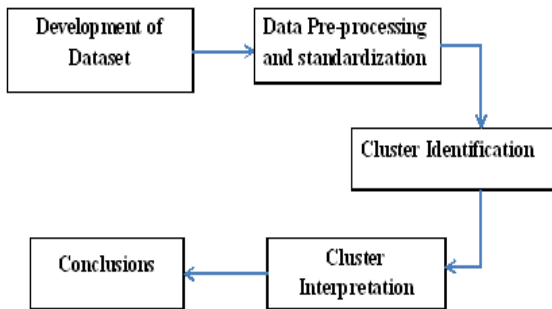 Development of
Dataset
Data Pre-processing
and standardization
Cluster Identification
Cluster
Interpretation
Conclusions